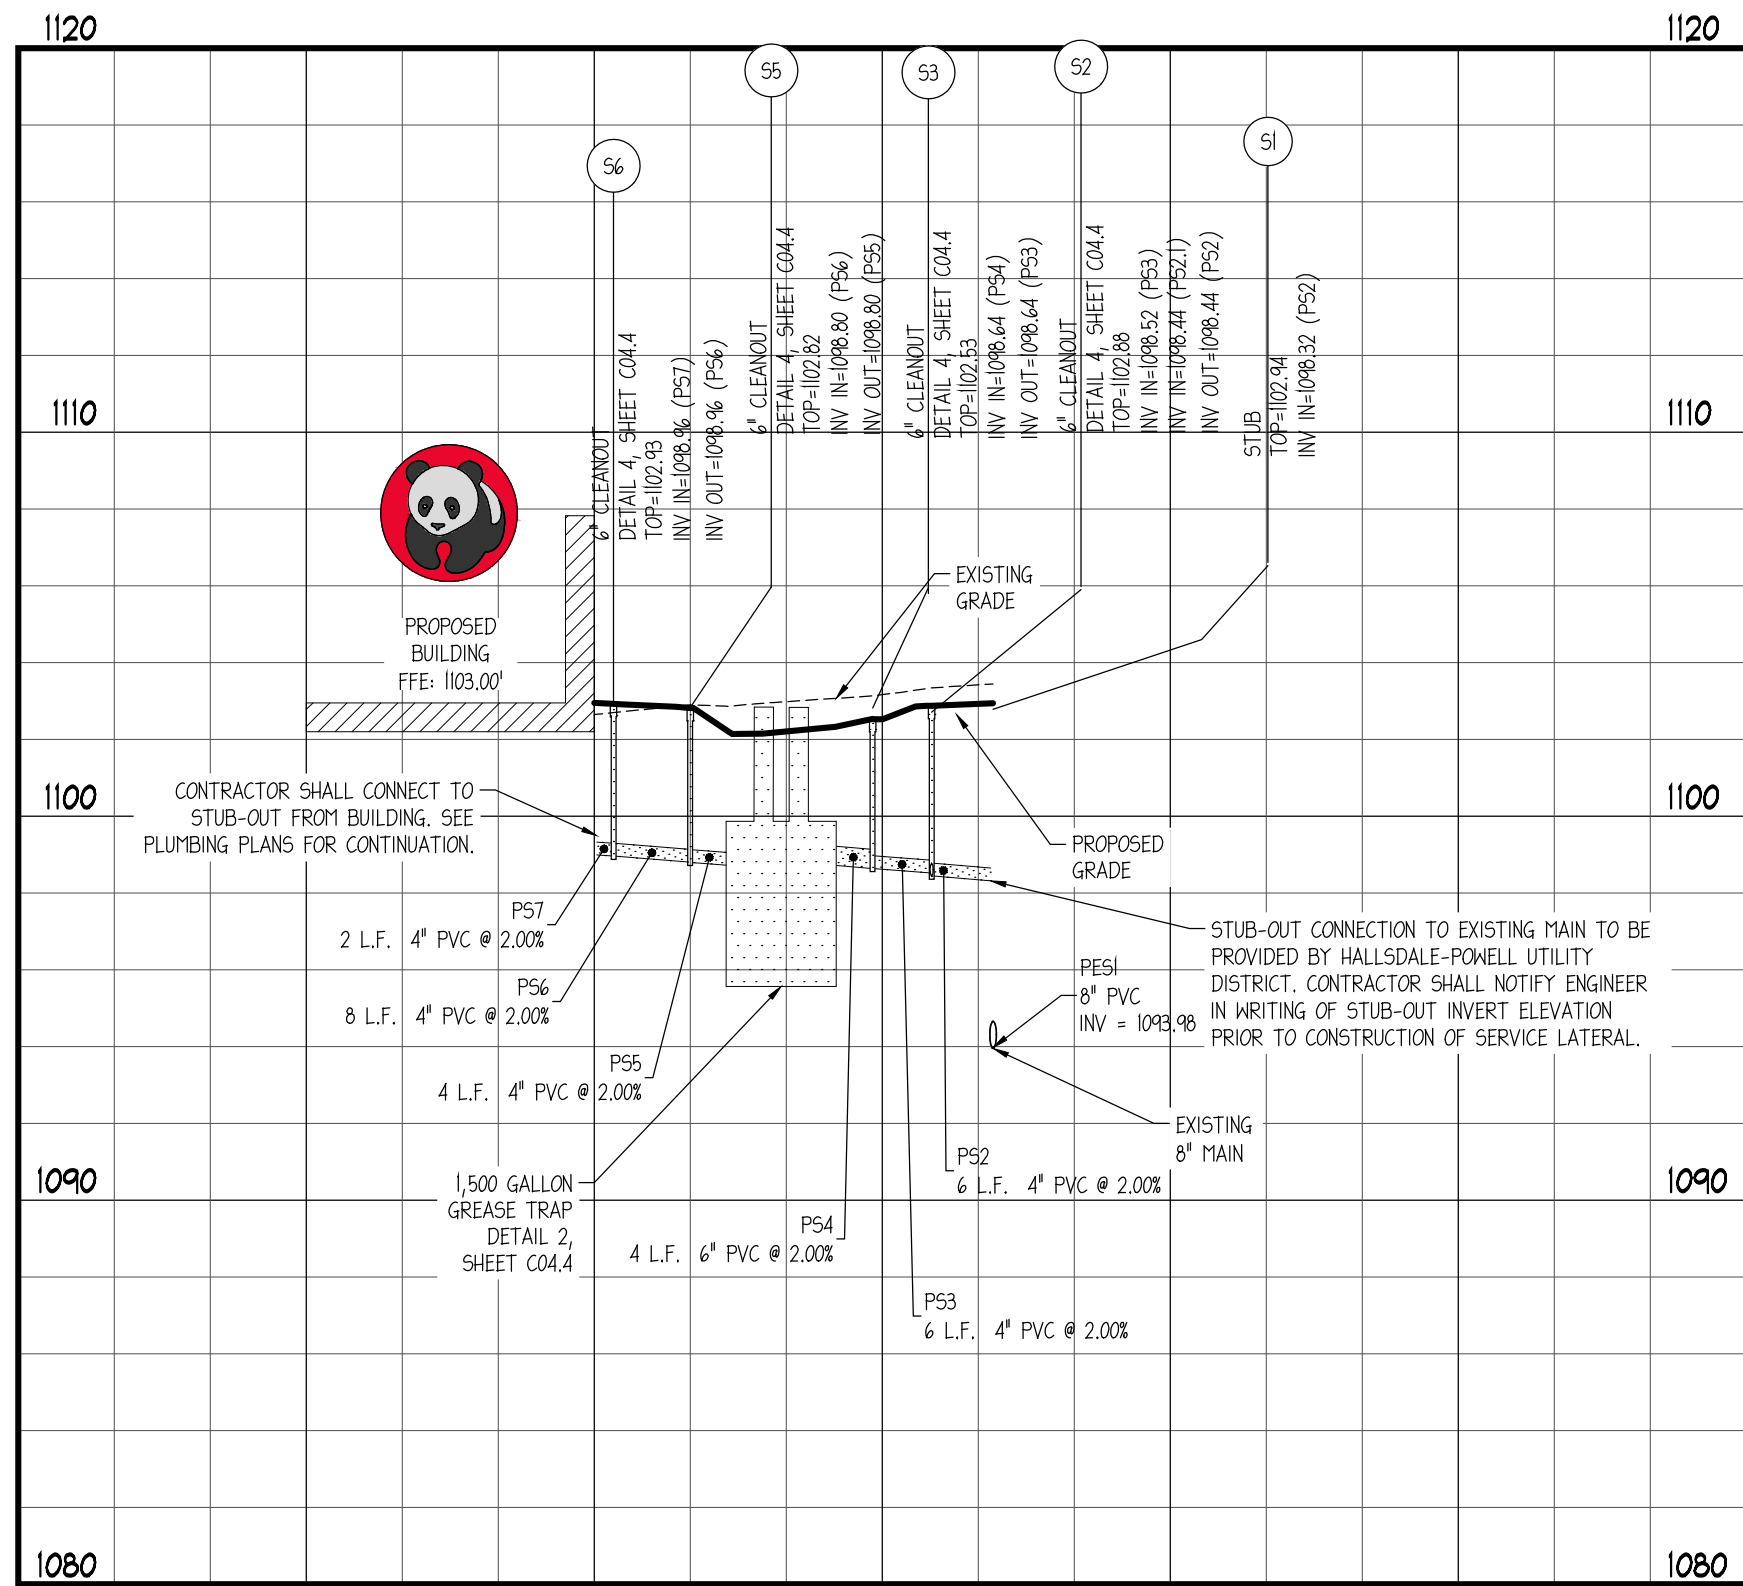 1120
1120
S5
S3
S2
S1
S6
6" CLEANOUT
DETAIL 4, SHEET C04.4
TOP=1102.93
INV IN=1098.96 (PS7)
INV OUT=1098.96 (PS6)
6" CLEANOUT
DETAIL 4, SHEET C04.4
TOP=1102.82
INV IN=1098.80 (PS6)
INV OUT=1098.80 (PS5)
6" CLEANOUT
DETAIL 4, SHEET C04.4
TOP=1102.53
INV IN=1098.64 (PS4)
INV OUT=1098.64 (PS3)
6" CLEANOUT
DETAIL 4, SHEET C04.4
TOP=1102.88
INV IN=1098.52 (PS3)
INV IN=1098.44 (PS2.1)
INV OUT=1098.44 (PS2)
STUB
TOP=1102.94
INV IN=1098.32 (PS2)
1110
1110
EXISTING
GRADE
PROPOSED
BUILDING
FFE: 1103.00'
1100
1100
CONTRACTOR SHALL CONNECT TO
STUB-OUT FROM BUILDING. SEE
PLUMBING PLANS FOR CONTINUATION.
PROPOSED
GRADE
PS7
2 L.F. 4" PVC @ 2.00%
PS6
8 L.F. 4" PVC @ 2.00%
PS5
4 L.F. 4" PVC @ 2.00%
STUB-OUT CONNECTION TO EXISTING MAIN TO BE
PROVIDED BY HALLSDALE-POWELL UTILITY
DISTRICT. CONTRACTOR SHALL NOTIFY ENGINEER
IN WRITING OF STUB-OUT INVERT ELEVATION
PRIOR TO CONSTRUCTION OF SERVICE LATERAL.
PES1
8" PVC
INV = 1093.98
EXISTING
8" MAIN
PS2
6 L.F. 4" PVC @ 2.00%
1090
1090
1,500 GALLON
GREASE TRAP
DETAIL 2,
SHEET C04.4
PS4
4 L.F. 6" PVC @ 2.00%
PS3
6 L.F. 4" PVC @ 2.00%
1080
1080